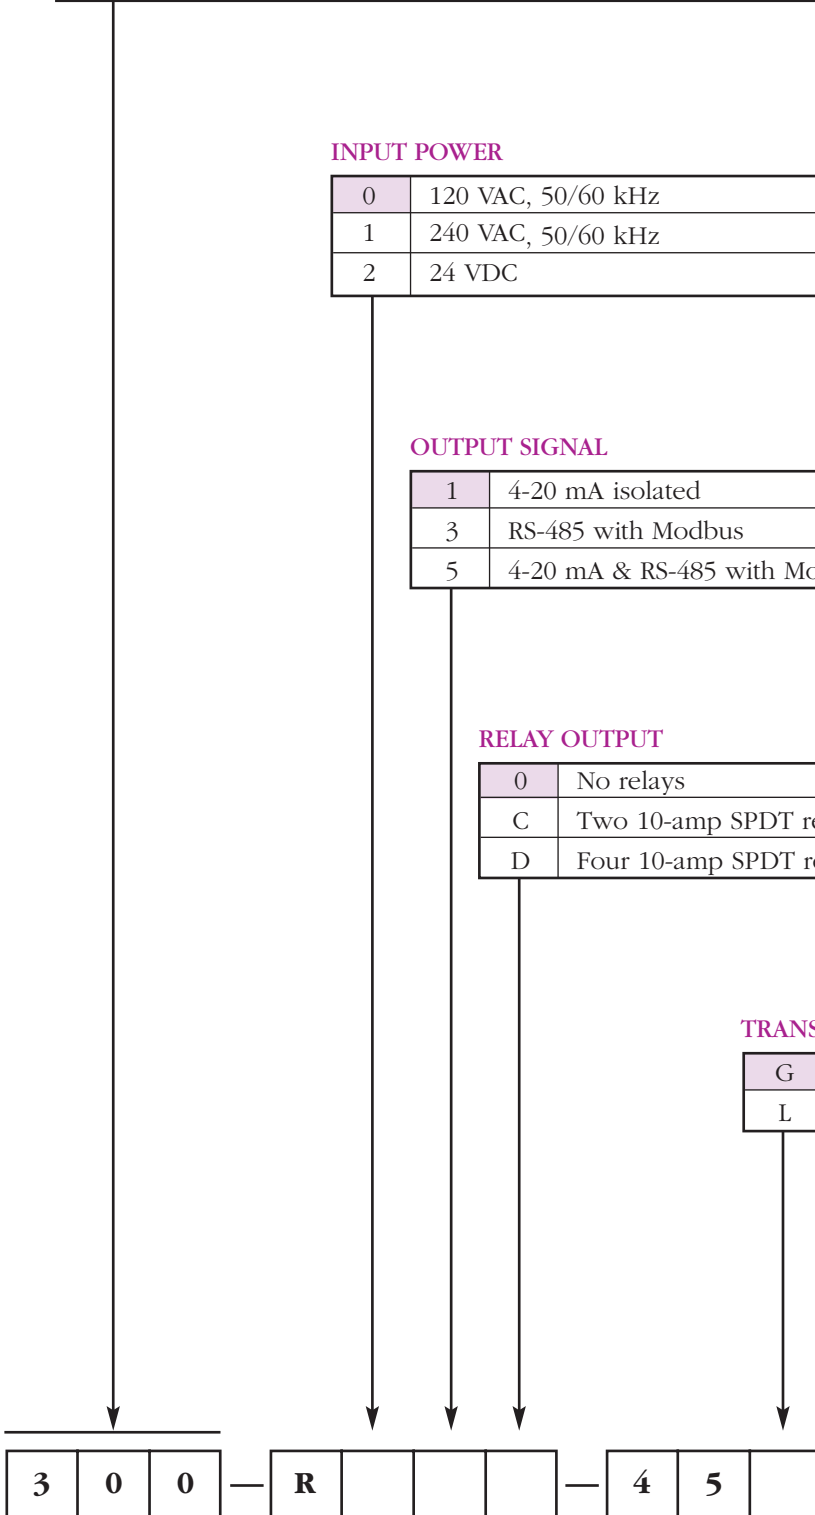 INPUT POWER
0 120 VAC, 50/60 kHz
1 240 VAC, 50/60 kHz
2 24 VDC
OUTPUT SIGNAL
1 4-20 mA isolated
3 RS-485 with Modbus
5 4-20 mA & RS-485 with
RELAY OUTPUT
0 No relays
C Two 10-amp SPDT
D Four 10-amp SPDT
G
L
3 0 0 — R — 4 5